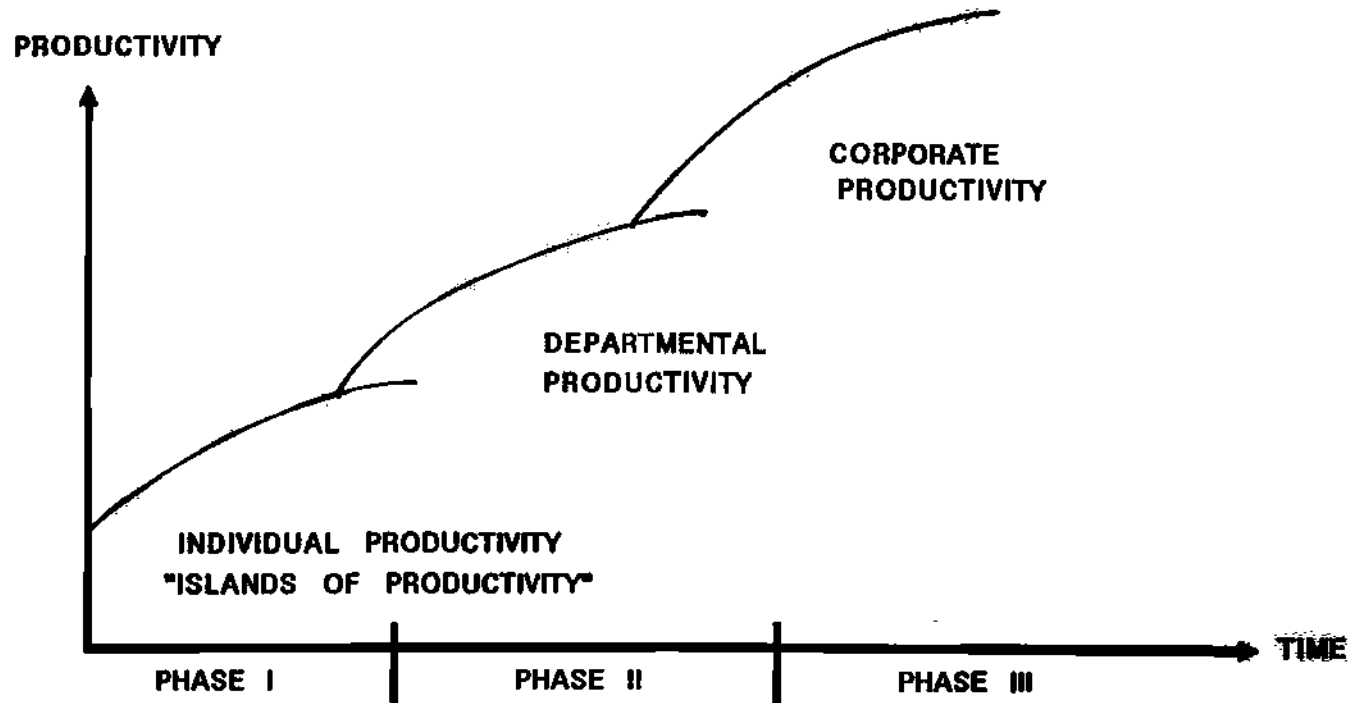 PRODUCTIVITY
CORPORATE
PRODUCTIVITY
DEPARTMENTAL
PRODUCTIVITY
INDIVIDUAL PRODUCTIVITY
"ISLANDS OF PRODUCTIVITY"
TIME
PHASE I PHASE II PHASE III